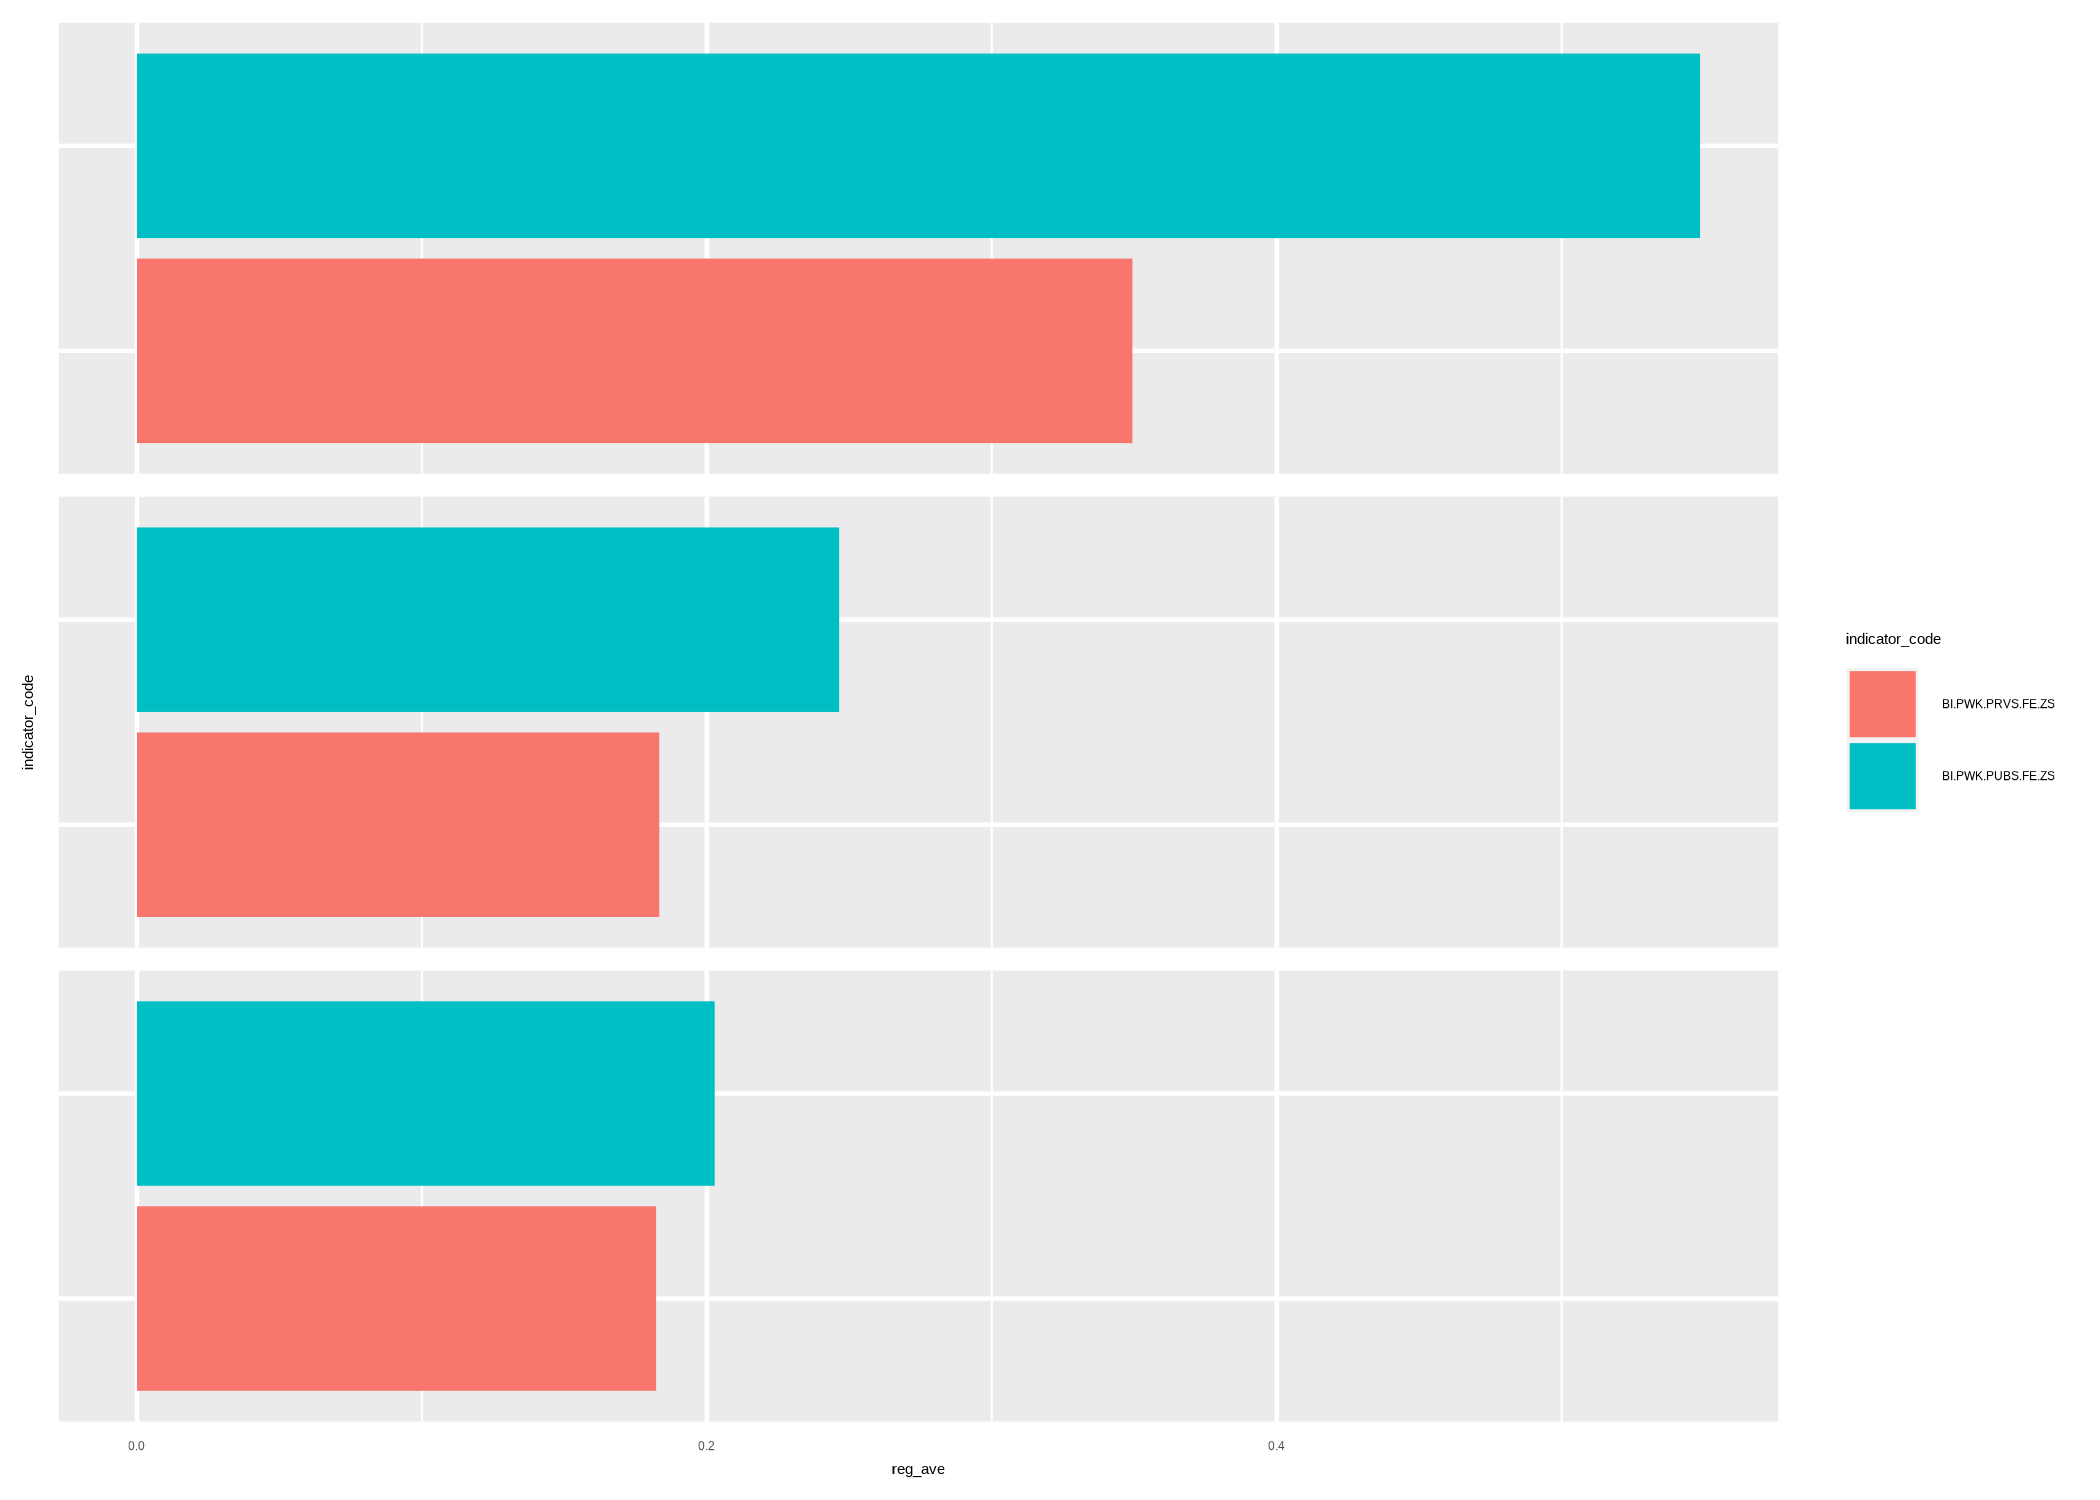 indicator_code
indicator_code
BI.PWK.PRVS.FE.ZS
BI.PWK.PUBS.FE.ZS
0.0
0.2
0.4
reg_ave